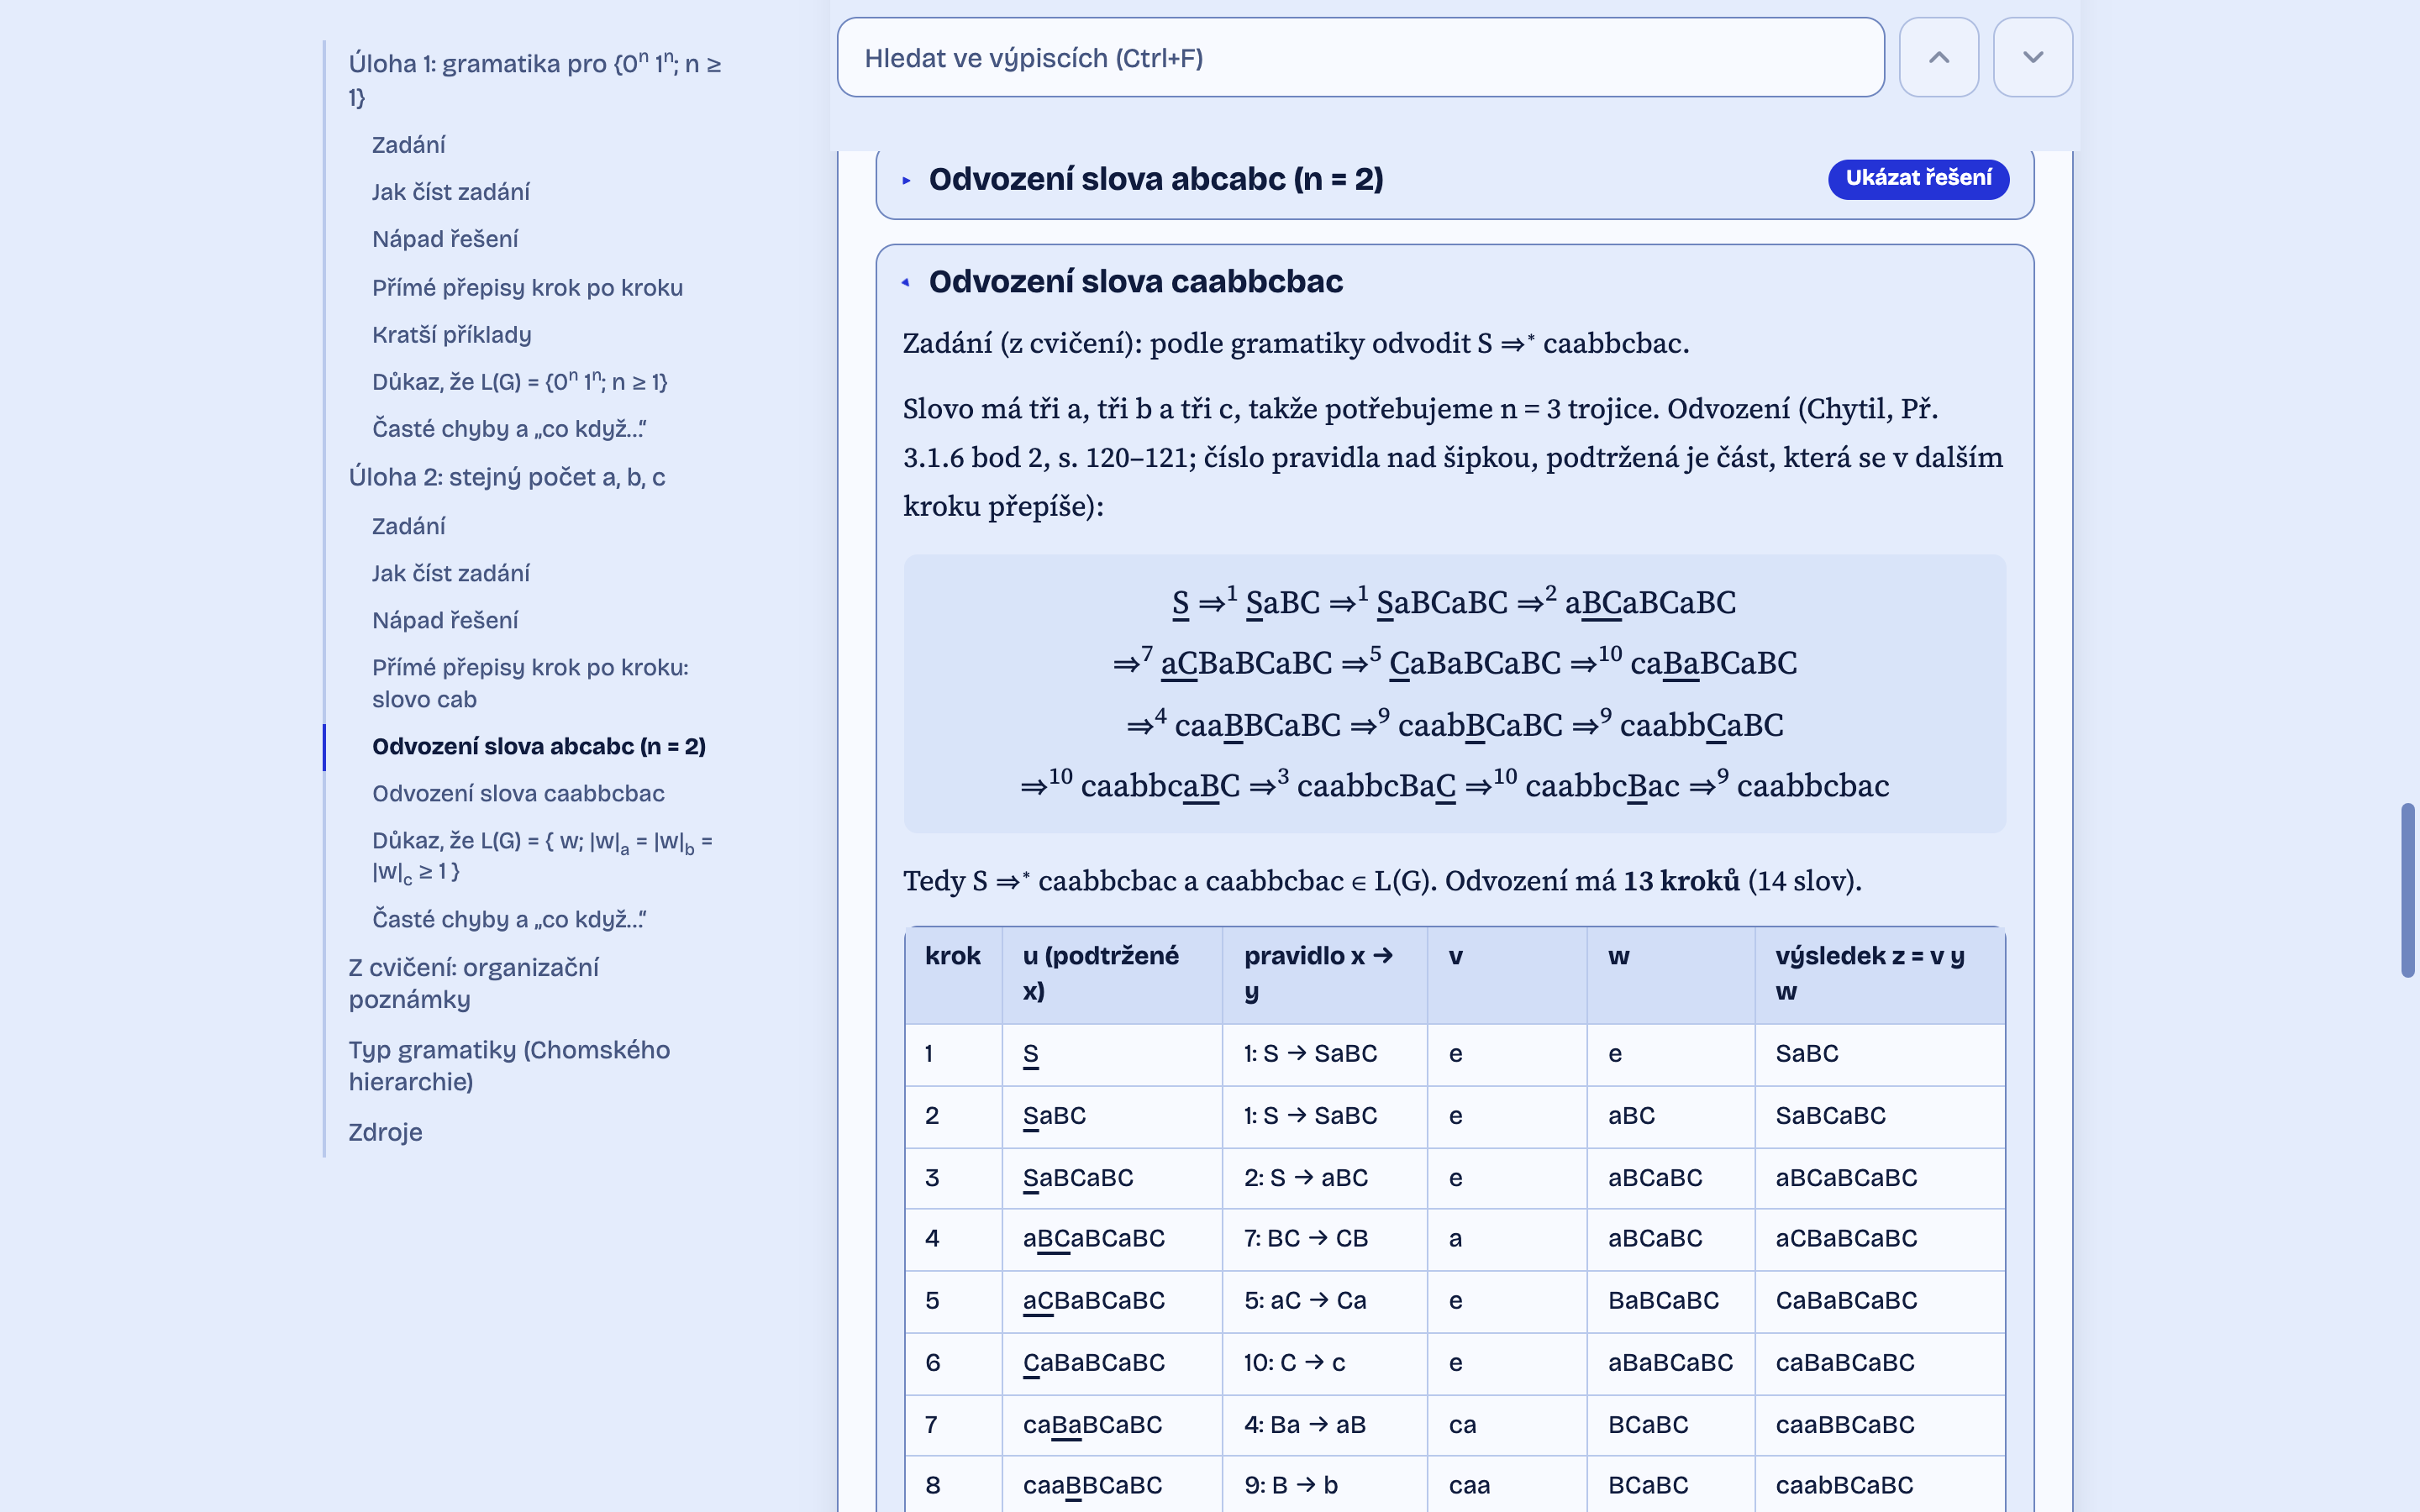 Úloha 1: gramatika pro {0ⁿ 1ⁿ; n ≥
1}
Zadání
Jak číst zadání
Nápad řešení
Přímé přepisy krok po kroku
Kratší příklady
Důkaz, že L(G) = {0ⁿ 1ⁿ; n ≥ 1}
Časté chyby a „co když…“
Úloha 2: stejný počet a, b, c
Zadání
Jak číst zadání
Nápad řešení
Přímé přepisy krok po kroku:
slovo cab
Odvození slova abcabc (n = 2)
Odvození slova caabbcbac
Důkaz, že L(G) = { w; |w|a = |w|b =
|w|c ≥ 1 }
Časté chyby a „co když…“
Z cvičení: organizační
poznámky
Typ gramatiky (Chomského
hierarchie)
Zdroje
Hledat ve výpiscích (Ctrl+F)
Odvození slova abcabc (n = 2) Ukázat řešení
Odvození slova caabbcbac
Zadání (z cvičení): podle gramatiky odvodit S ⇒* caabbcbac.
Slovo má tři a, tři b a tři c, takže potřebujeme n = 3 trojice. Odvození (Chytil, Př.
3.1.6 bod 2, s. 120–121; číslo pravidla nad šipkou, podtržená je část, která se v dalším
kroku přepíše):
S ⇒¹ SaBC ⇒¹ SaBCaBC ⇒² aBCaBCaBC
⇒⁷ aCBaBCaBC ⇒⁵ CaBaBCaBC ⇒¹⁰ caBaBCaBC
⇒⁴ caaBBCaBC ⇒⁹ caabBCaBC ⇒⁹ caabbCaBC
⇒¹⁰ caabbcaBC ⇒³ caabbcBaC ⇒¹⁰ caabbcBac ⇒⁹ caabbcbac
Tedy S ⇒* caabbcbac a caabbcbac ∈ L(G). Odvození má 13 kroků (14 slov).
krok u (podtržené x) pravidlo x → y v w výsledek z = v y w
1 S 1: S → SaBC e e SaBC
2 SaBC 1: S → SaBC e aBC SaBCaBC
3 SaBCaBC 2: S → aBC e aBCaBC aBCaBCaBC
4 aBCaBCaBC 7: BC → CB a aBCaBC aCBaBCaBC
5 aCBaBCaBC 5: aC → Ca e BaBCaBC CaBaBCaBC
6 CaBaBCaBC 10: C → c e aBaBCaBC caBaBCaBC
7 caBaBCaBC 4: Ba → aB ca BCaBC caaBBCaBC
8 caaBBCaBC 9: B → b caa BCaBC caabBCaBC